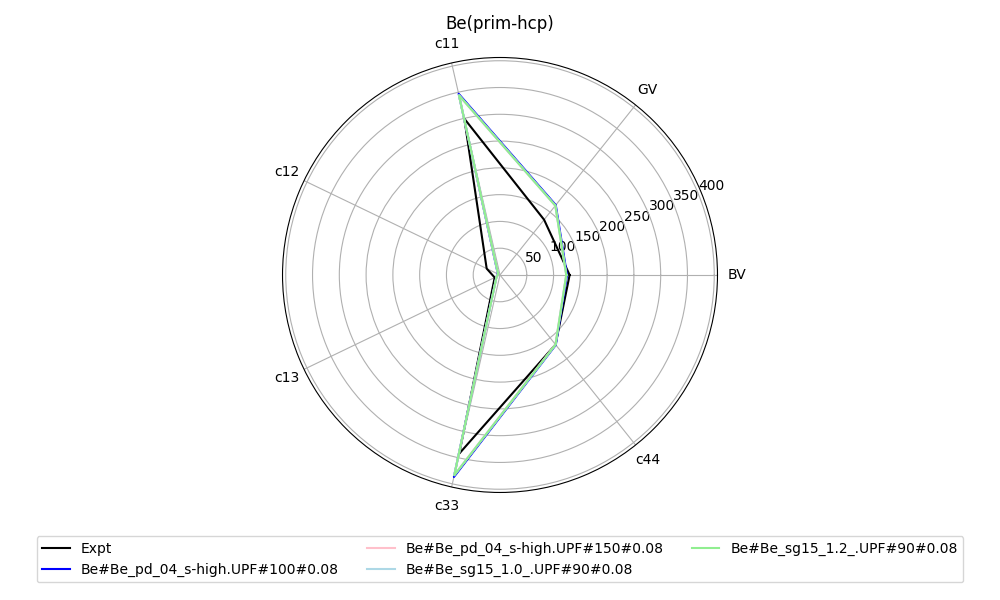 Be(prim-hcp)
c11
GV
c12
400
350
300
250
200
150
100
50
BV
c13
c44
c33
Expt
Be#Be_pd_04_s-high.UPF#100#0.08
Be#Be_pd_04_s-high.UPF#150#0.08
Be#Be_sg15_1.0_.UPF#90#0.08
Be#Be_sg15_1.2_.UPF#90#0.08